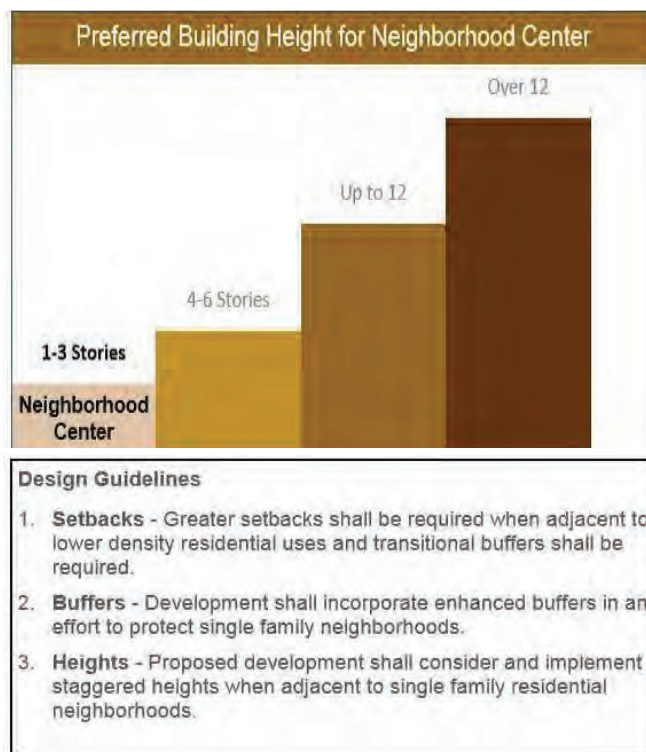 Preferred Building Height for Neighborhood Center
Over 12
Up to 12
4-6 Stories
1-3 Stories
Neighborhood
Center
Design Guidelines
1. Setbacks - Greater setbacks shall be required when adjacent to
lower density residential uses and transitional buffers shall be
required.
2. Buffers - Development shall incorporate enhanced buffers in an
effort to protect single family neighborhoods.
3. Heights - Proposed development shall consider and implement
staggered heights when adjacent to single family residential
neighborhoods.